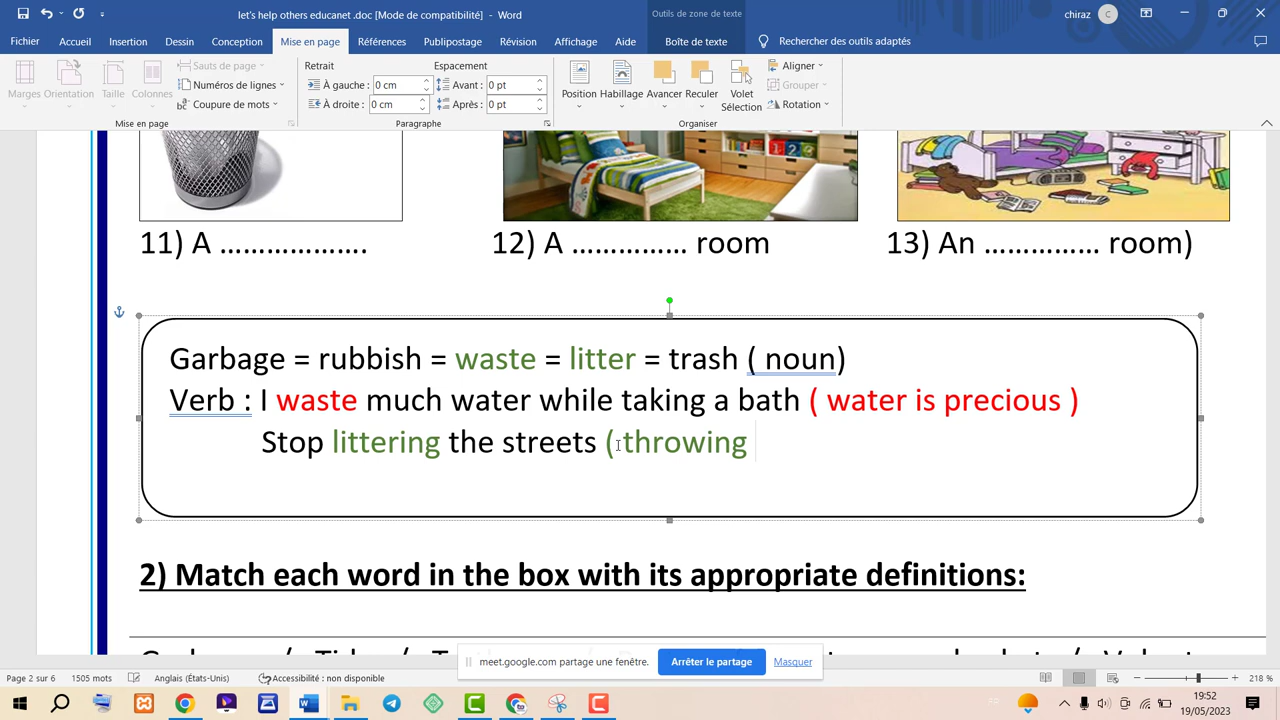 let's help others educanet .doc [Mode de compatibilité] - Word
Outils de zone de texte
chiraz C
Fichier Accueil Insertion Dessin Conception Mise en page Références Publipostage Révision Affichage Aide Boîte de texte Rechercher des outils adaptés
Marges Orientation Taille Colonnes
Sauts de page
Numéros de lignes
Coupure de mots
Mise en page
Retrait Espacement
À gauche : 0 cm Avant : 0 pt
À droite : 0 cm Après : 0 pt
Paragraphe
Position Habillage Avancer Reculer Volet Sélection
Aligner
Grouper
Rotation
Organiser
11) A ……………….
12) A …………… room
13) An …………… room)
Garbage = rubbish = waste = litter = trash ( noun)
Verb : I waste much water while taking a bath ( water is precious )
Stop littering the streets ( throwing
2) Match each word in the box with its appropriate definitions:
meet.google.com partage une fenêtre. Arrêter le partage Masquer
Page 2 sur 6 1505 mots Anglais (États-Unis) Accessibilité : non disponible 218 %
19:52
19/05/2023